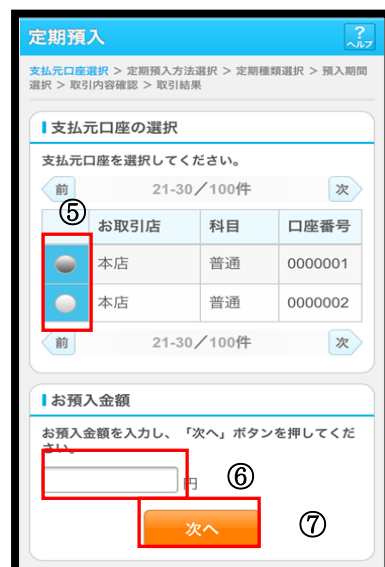 定期預入
?
ヘルプ
支払元口座選択 > 定期預入方法選択 > 定期種類選択 > 預入期間
選択 > 取引内容確認 > 取引結果
支払元口座の選択
支払元口座を選択してください。
前 21-30／100件 次
⑤
お取引店 科目 口座番号
本店 普通 0000001
本店 普通 0000002
前 21-30／100件 次
お預入金額
お預入金額を入力し、「次へ」ボタンを押してくだ
さい。
円 ⑥
次へ ⑦